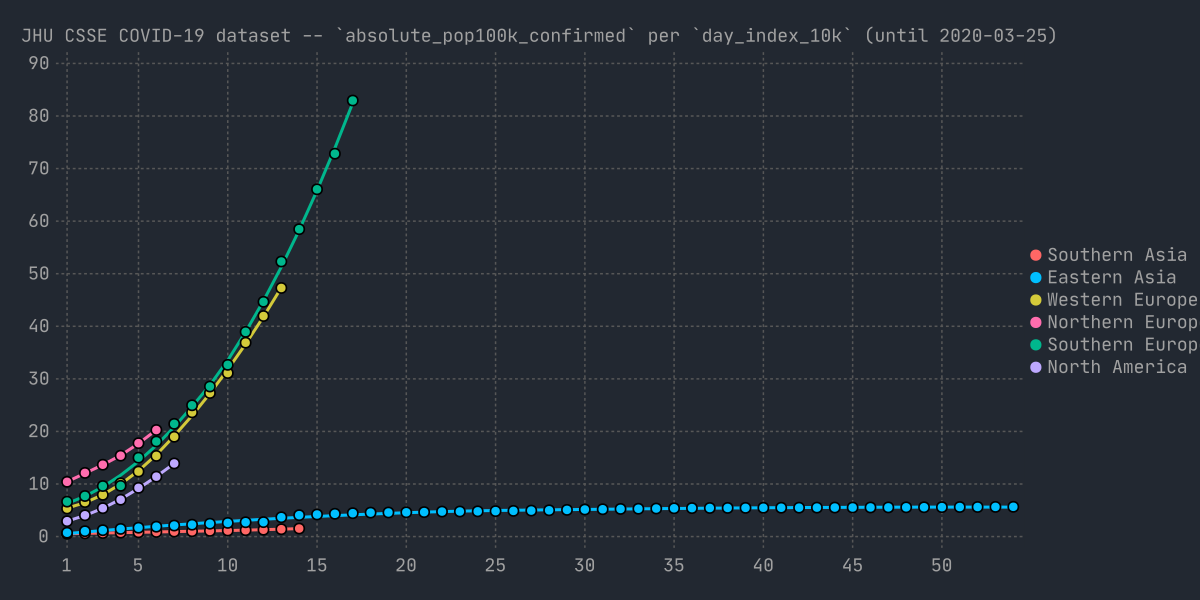 JHU CSSE COVID-19 dataset -- `absolute_pop100k_confirmed` per `day_index_10k` (until 2020-03-25)
90
80
70
60
50
40
30
20
10
0
1 5 10 15 20 25 30 35 40 45 50
Southern Asia
Eastern Asia
Western Europe
Northern Europ
Southern Europ
North America